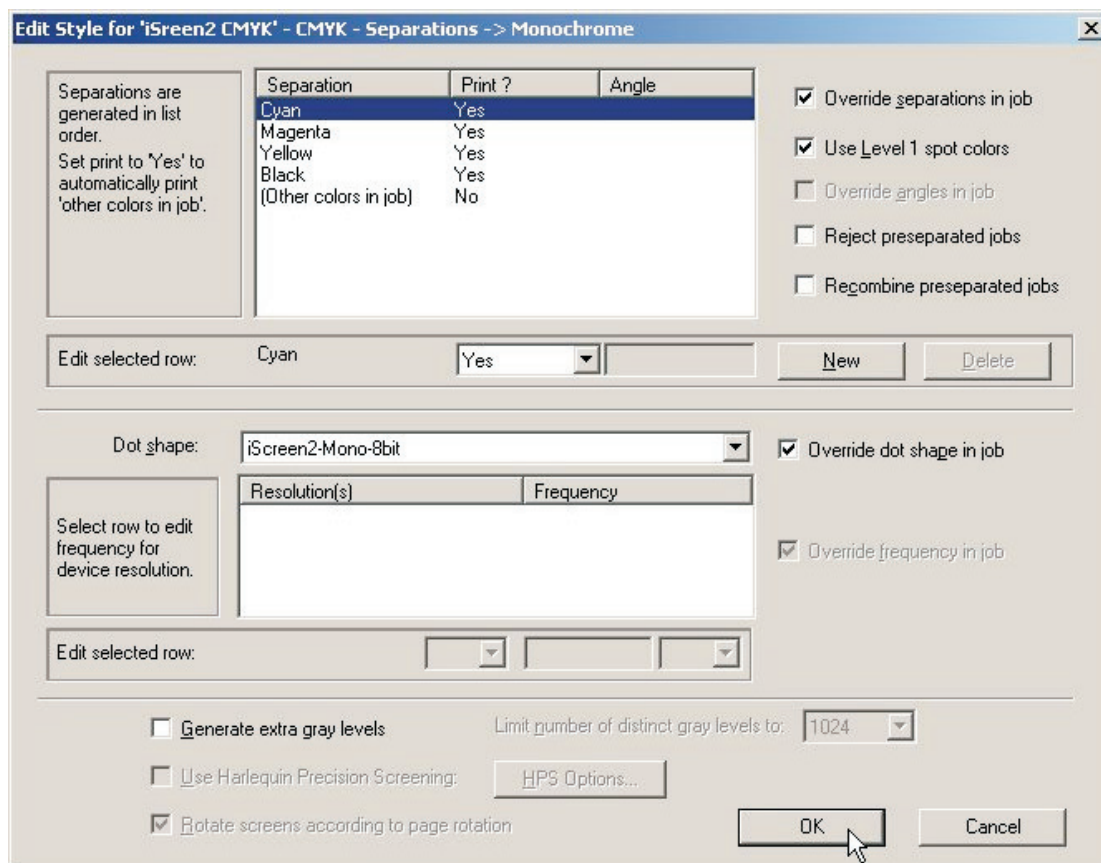 Edit Style for 'iSreen2 CMYK' - CMYK - Separations -> Monochrome
Separations are
generated in list
order.
Set print to 'Yes' to
automatically print
'other colors in job'.
Separation Print ? Angle
Cyan Yes
Magenta Yes
Yellow Yes
Black Yes
(Other colors in job) No
Override separations in job
Use Level 1 spot colors
Override angles in job
Reject preseparated jobs
Recombine preseparated jobs
Edit selected row: Cyan Yes New Delete
Dot shape: iScreen2-Mono-8bit Override dot shape in job
Select row to edit
frequency for
device resolution.
Resolution(s) Frequency
Override frequency in job
Edit selected row:
Generate extra gray levels Limit number of distinct gray levels to: 1024
Use Harlequin Precision Screening: HPS Options...
Rotate screens according to page rotation
OK Cancel